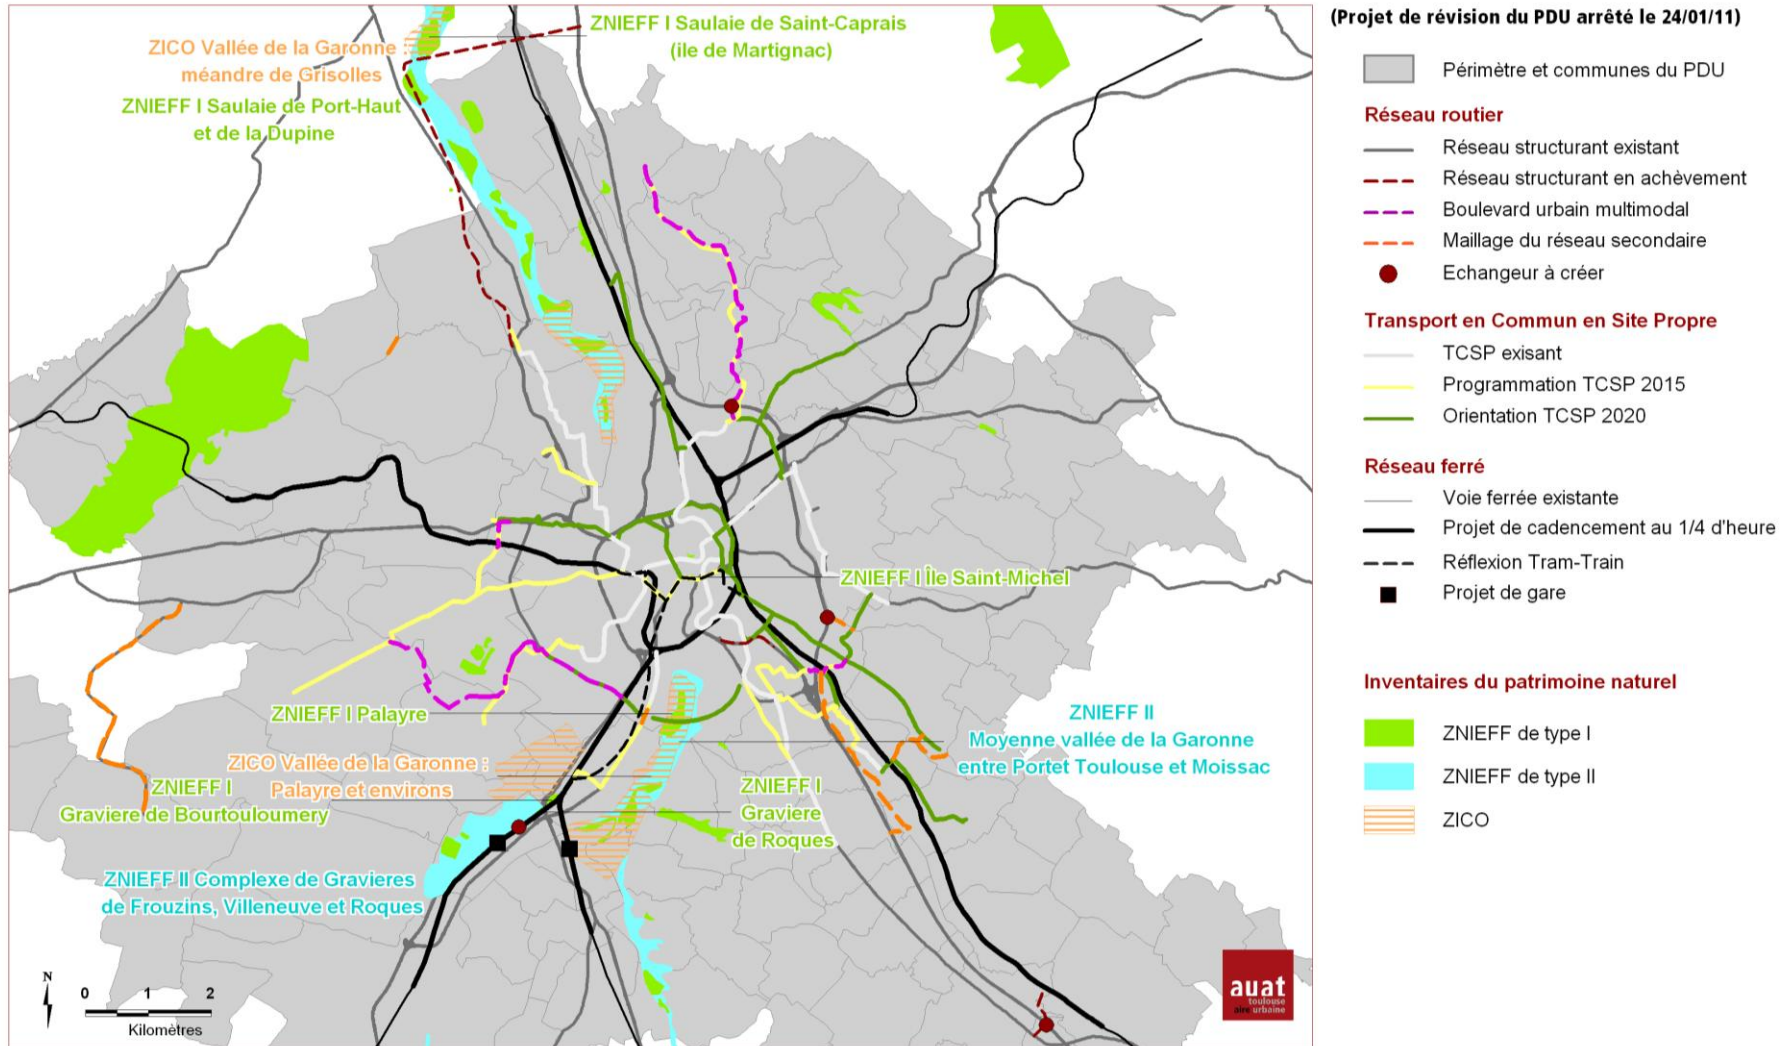 (Projet de révision du PDU arrêté le 24/01/11)
ZNIEFF I Saulaie de Saint-Caprais
(ile de Martignac)
ZICO Vallée de la Garonne :
méandre de Grisolles
ZNIEFF I Saulaie de Port-Haut
et de la Dupine
ZNIEFF I Île Saint-Michel
ZNIEFF I Palayre
ZNIEFF II
Moyenne vallée de la Garonne
entre Portet Toulouse et Moissac
ZICO Vallée de la Garonne :
Palayre et environs
ZNIEFF I
Graviere de Bourtouloumery
ZNIEFF I
Graviere
de Roques
ZNIEFF II Complexe de Gravieres
de Frouzins, Villeneuve et Roques
N
0 1 2
Kilomètres
auat
toulouse
aire urbaine
Périmètre et communes du PDU
Réseau routier
Réseau structurant existant
Réseau structurant en achèvement
Boulevard urbain multimodal
Maillage du réseau secondaire
Echangeur à créer
Transport en Commun en Site Propre
TCSP exisant
Programmation TCSP 2015
Orientation TCSP 2020
Réseau ferré
Voie ferrée existante
Projet de cadencement au 1/4 d'heure
Réflexion Tram-Train
Projet de gare
Inventaires du patrimoine naturel
ZNIEFF de type I
ZNIEFF de type II
ZICO